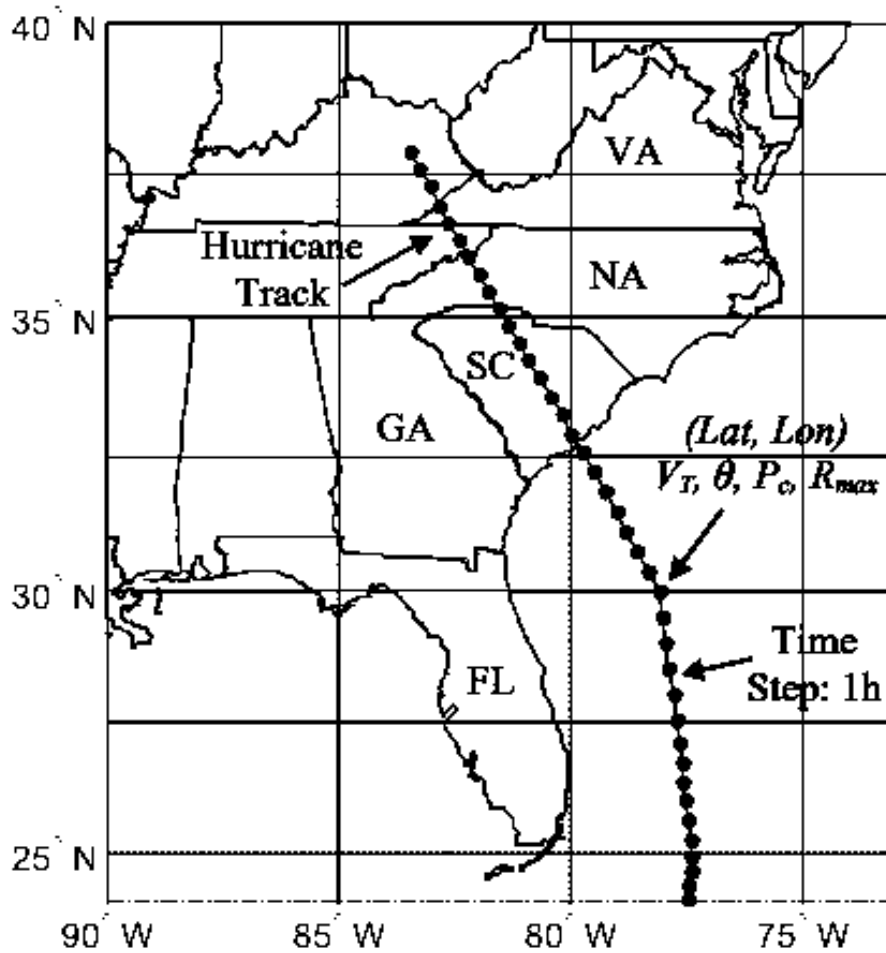 40° N
VA
Hurricane
Track
NA
35° N
SC
GA
(Lat, Lon)
V_T, θ, P_c, R_max
30° N
Time
Step: 1h
FL
25° N
90° W 85° W 80° W 75° W